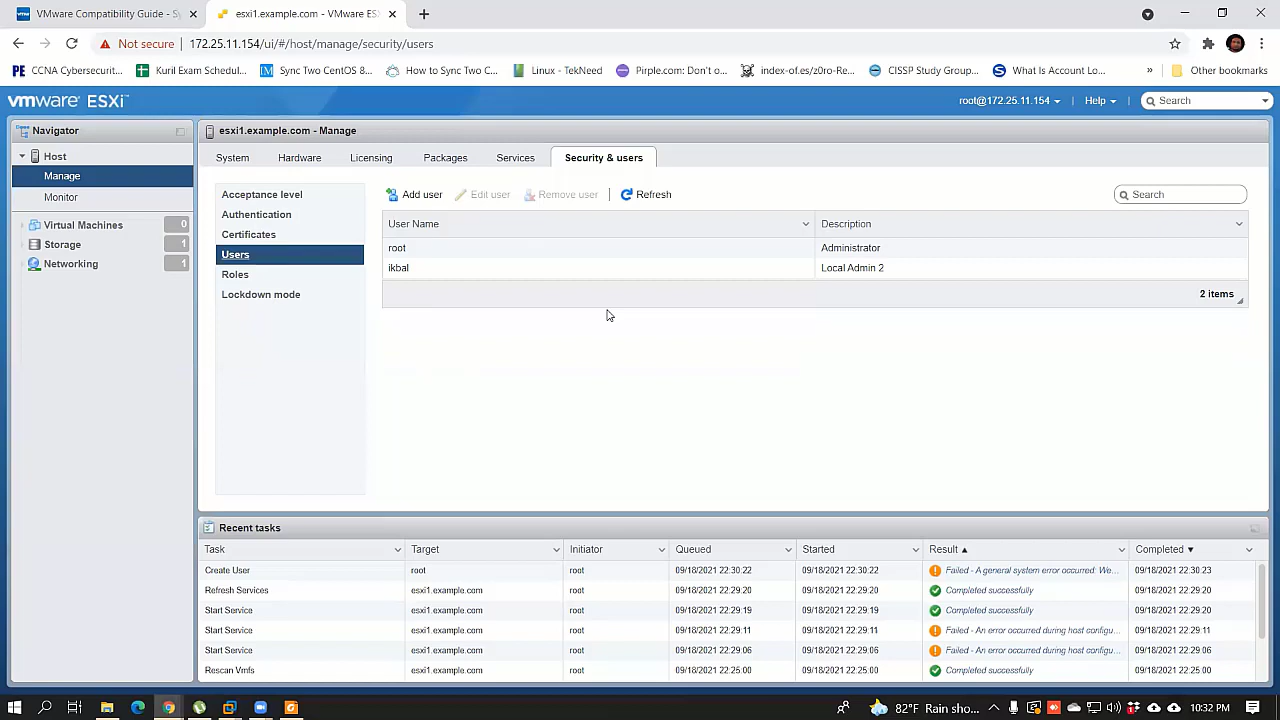 VMware Compatibility Guide - Sy
esxi1.example.com - VMware ES
Not secure 172.25.11.154/ui/#/host/manage/security/users
CCNA Cybersecurit... Kuril Exam Schedul... Sync Two CentOS 8... How to Sync Two C... Linux - TekNeed Pirple.com: Don't o... index-of.es/z0ro-Re... CISSP Study Group... What Is Account Lo... » Other bookmarks
vmware ESXi™ root@172.25.11.154 | Help | Search
Navigator
Host
Manage
Monitor
Virtual Machines 0
Storage 1
Networking 1
esxi1.example.com - Manage
System Hardware Licensing Packages Services Security & users
Acceptance level
Authentication
Certificates
Users
Roles
Lockdown mode
Add user Edit user Remove user | Refresh Search
User Name Description
root Administrator
ikbal Local Admin 2
2 items
Recent tasks
Task Target Initiator Queued Started Result ▲ Completed ▼
Create User root root 09/18/2021 22:30:22 09/18/2021 22:30:22 Failed - A general system error occurred: We... 09/18/2021 22:30:23
Refresh Services esxi1.example.com root 09/18/2021 22:29:20 09/18/2021 22:29:20 Completed successfully 09/18/2021 22:29:20
Start Service esxi1.example.com root 09/18/2021 22:29:19 09/18/2021 22:29:19 Completed successfully 09/18/2021 22:29:20
Start Service esxi1.example.com root 09/18/2021 22:29:11 09/18/2021 22:29:11 Failed - An error occurred during host configu... 09/18/2021 22:29:11
Start Service esxi1.example.com root 09/18/2021 22:29:06 09/18/2021 22:29:06 Failed - An error occurred during host configu... 09/18/2021 22:29:06
Rescan Vmfs esxi1.example.com root 09/18/2021 22:25:00 09/18/2021 22:25:00 Completed successfully 09/18/2021 22:25:00
82°F Rain sho... 10:32 PM